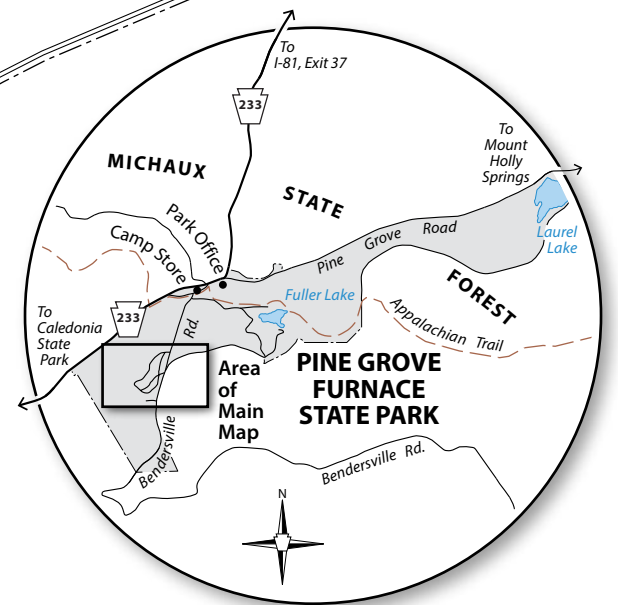 To
I-81, Exit 37
233
MICHAUX
STATE
FOREST
To
Mount
Holly
Springs
Laurel
Lake
Pine Grove Road
Park Office
Camp Store
Fuller Lake
Appalachian Trail
233
To
Caledonia
State
Park
Rd.
Bendersville
Area
of
Main
Map
PINE GROVE
FURNACE
STATE PARK
Bendersville Rd.
N